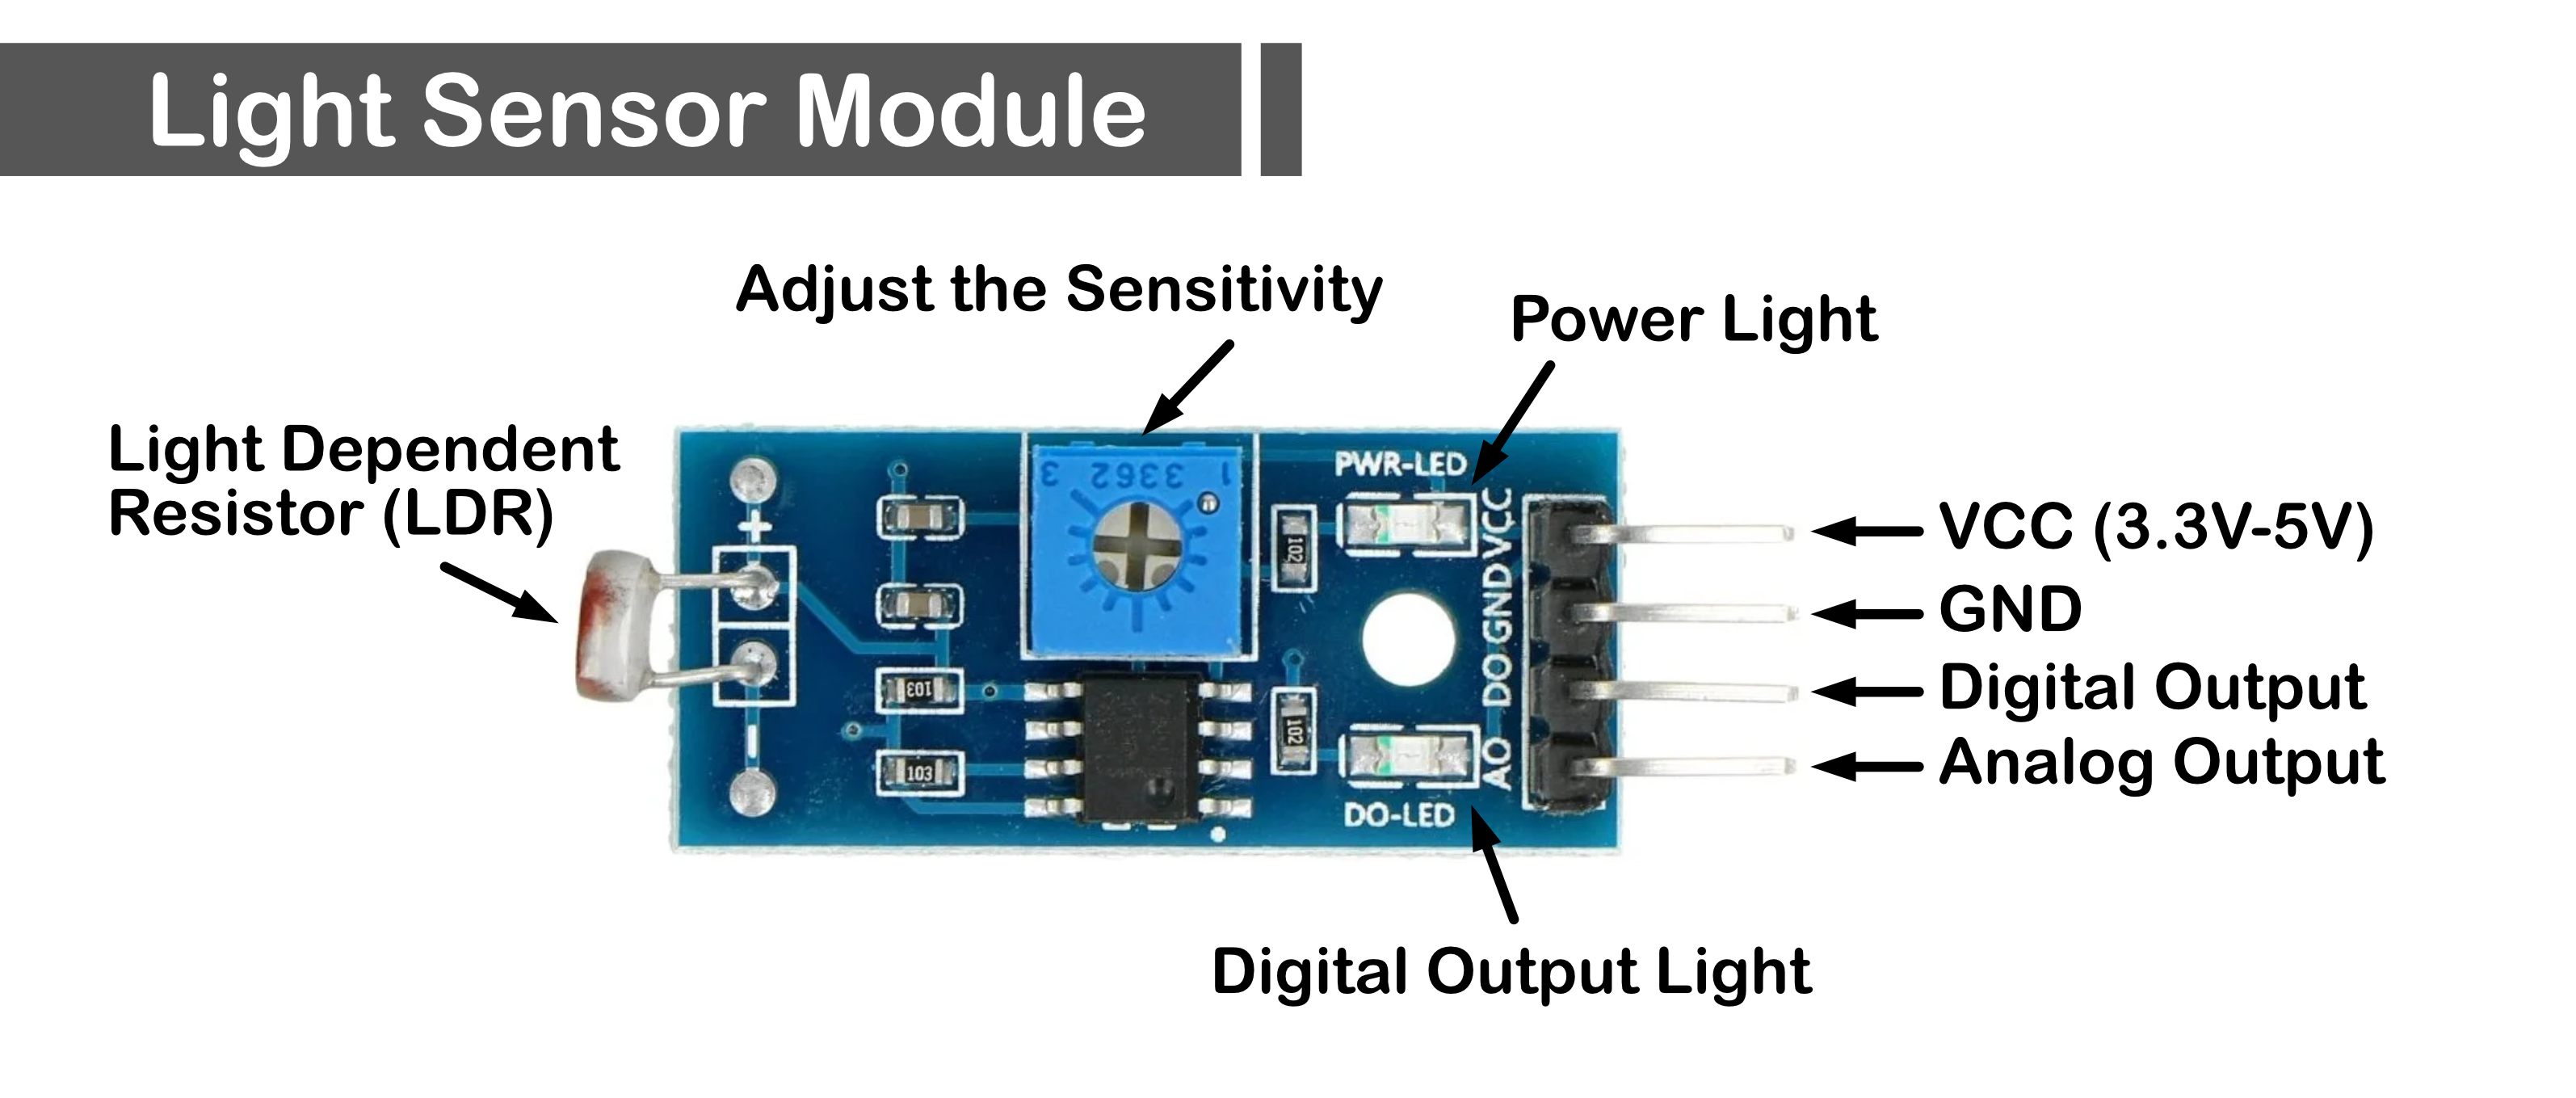 Light Sensor Module
Adjust the Sensitivity
Power Light
Light Dependent
Resistor (LDR)
3 3362 1
PWR-LED
102
VCC
GND
DO
AO
103
103
102
DO-LED
VCC (3.3V-5V)
GND
Digital Output
Analog Output
Digital Output Light